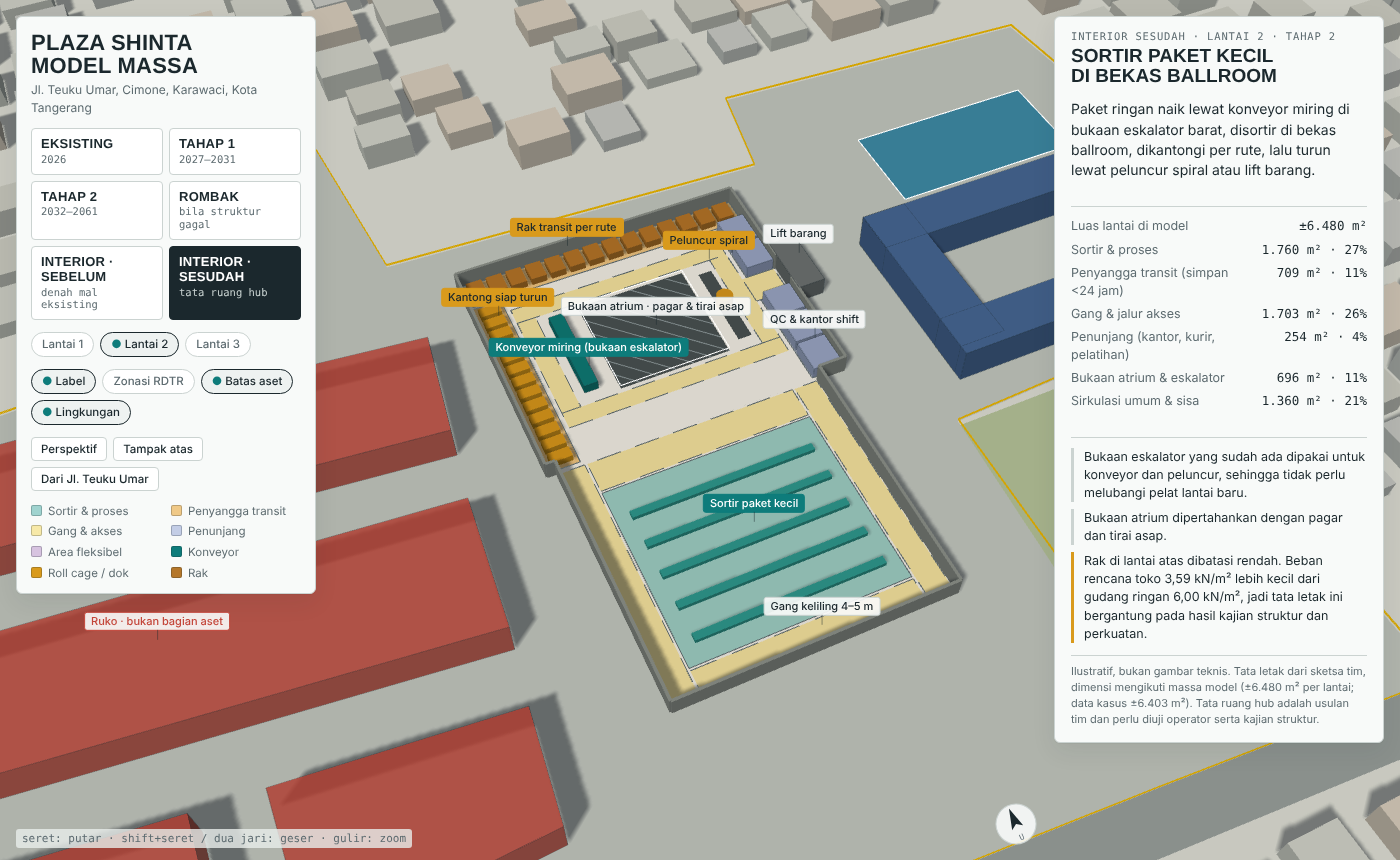 PLAZA SHINTA
MODEL MASSA
Jl. Teuku Umar, Cimone, Karawaci, Kota
Tangerang
EKSISTING
2026
TAHAP 1
2027–2031
TAHAP 2
2032–2061
ROMBAK
bila struktur
gagal
INTERIOR ·
SEBELUM
denah mal
eksisting
INTERIOR ·
SESUDAH
tata ruang hub
Lantai 1
Lantai 2
Lantai 3
Label
Zonasi RDTR
Batas aset
Lingkungan
Perspektif
Tampak atas
Dari Jl. Teuku Umar
Sortir & proses
Penyangga transit
Gang & akses
Penunjang
Area fleksibel
Konveyor
Roll cage / dok
Rak
Rak transit per rute
Peluncur spiral
Lift barang
Kantong siap turun
Bukaan atrium · pagar & tirai asap
QC & kantor shift
Konveyor miring (bukaan eskalator)
Sortir paket kecil
Gang keliling 4–5 m
Ruko · bukan bagian aset
seret: putar · shift+seret / dua jari: geser · gulir: zoom
U
INTERIOR SESUDAH · LANTAI 2 · TAHAP 2
SORTIR PAKET KECIL
DI BEKAS BALLROOM
Paket ringan naik lewat konveyor miring di
bukaan eskalator barat, disortir di bekas
ballroom, dikantongi per rute, lalu turun
lewat peluncur spiral atau lift barang.
Luas lantai di model ±6.480 m²
Sortir & proses 1.760 m² · 27%
Penyangga transit (simpan 709 m² · 11%
<24 jam)
Gang & jalur akses 1.703 m² · 26%
Penunjang (kantor, kurir, 254 m² · 4%
pelatihan)
Bukaan atrium & eskalator 696 m² · 11%
Sirkulasi umum & sisa 1.360 m² · 21%
Bukaan eskalator yang sudah ada dipakai untuk
konveyor dan peluncur, sehingga tidak perlu
melubangi pelat lantai baru.
Bukaan atrium dipertahankan dengan pagar
dan tirai asap.
Rak di lantai atas dibatasi rendah. Beban
rencana toko 3,59 kN/m² lebih kecil dari
gudang ringan 6,00 kN/m², jadi tata letak ini
bergantung pada hasil kajian struktur dan
perkuatan.
Ilustratif, bukan gambar teknis. Tata letak dari sketsa tim,
dimensi mengikuti massa model (±6.480 m² per lantai;
data kasus ±6.403 m²). Tata ruang hub adalah usulan
tim dan perlu diuji operator serta kajian struktur.